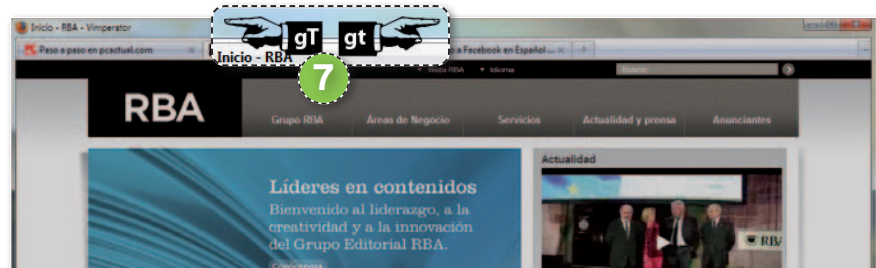 Inicio - RBA - Vimperator
Paso a paso en pcactual.com
gT gt
Inicio - RBA
a Facebook en Español ...
7
Webs RBA Idioma Buscar
RBA
Grupo RBA Áreas de Negocio Servicios Actualidad y prensa Anunciantes
Actualidad
Líderes en contenidos
Bienvenido al liderazgo, a la
creatividad y a la innovación
del Grupo Editorial RBA.
Conócenos
RBA